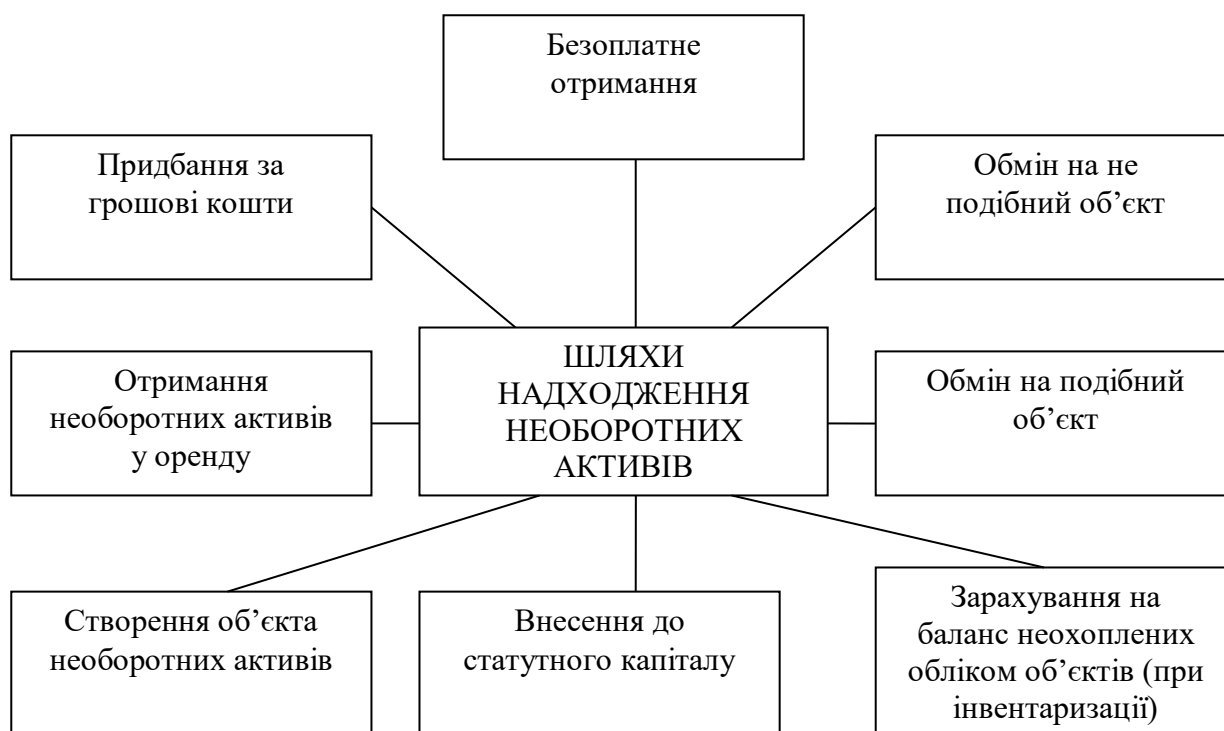 Безоплатне
отримання
Придбання за
грошові кошти
Обмін на не
подібний об’єкт
ШЛЯХИ
НАДХОДЖЕННЯ
НЕОБОРОТНИХ
АКТИВІВ
Отримання
необоротних активів
у оренду
Обмін на подібний
об’єкт
Створення об’єкта
необоротних активів
Внесення до
статутного капіталу
Зарахування на
баланс неохоплених
обліком об’єктів (при
інвентаризації)